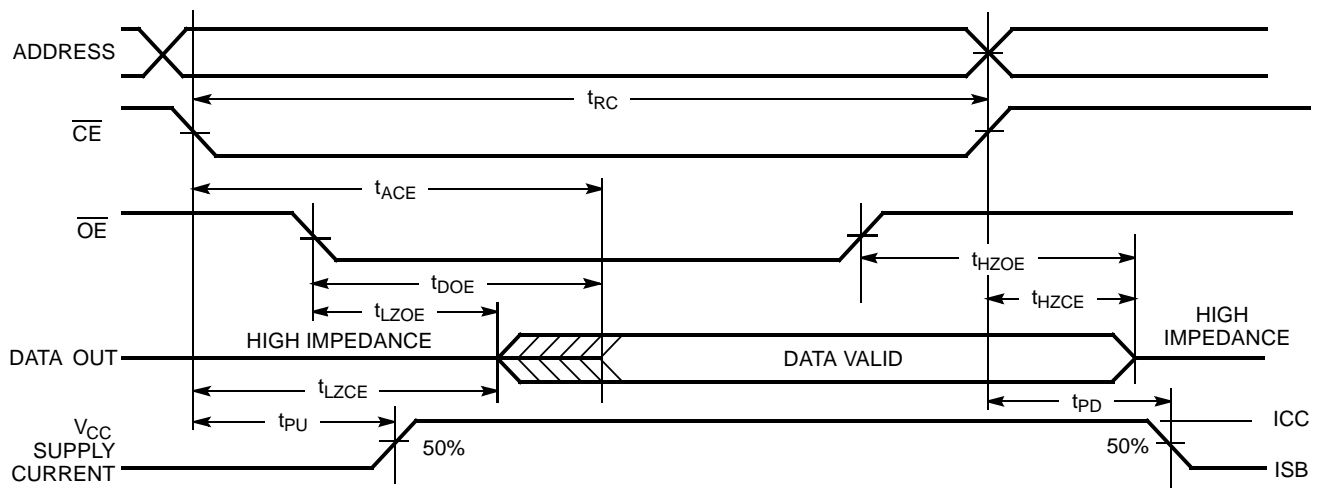 ADDRESS
tRC
CE
tACE
OE
tHZOE
tDOE
tHZCE
tLZOE
HIGH IMPEDANCE
HIGH
IMPEDANCE
DATA OUT
DATA VALID
tLZCE
tPD
tPU
VCC
SUPPLY
CURRENT
50%
50%
ICC
ISB